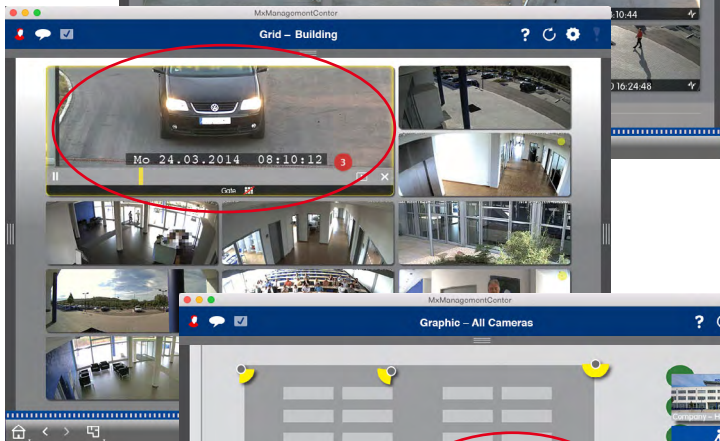 MxManagementCenter
Grid – Building
?
:10:44
16:24:48
Mo 24.03.2014 08:10:12
3
Gate
MxManagementCenter
Graphic – All Cameras
?
Company – H